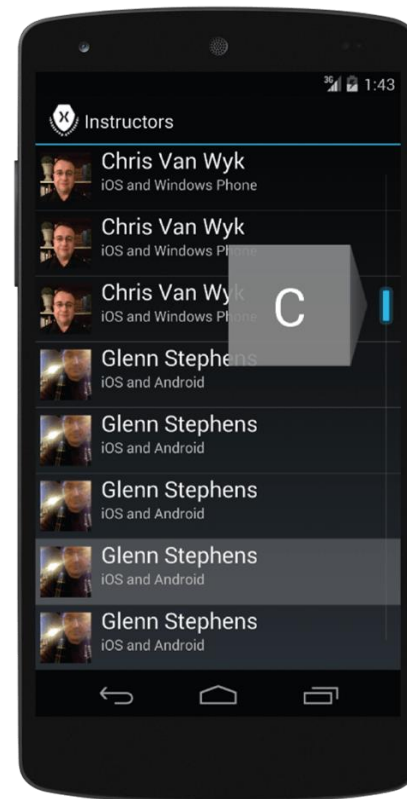 3G 1:43
Instructors
Chris Van Wyk
iOS and Windows Phone
Chris Van Wyk
iOS and Windows Phone
Chris Van Wyk
iOS and Windows Phone
C
Glenn Stephens
iOS and Android
Glenn Stephens
iOS and Android
Glenn Stephens
iOS and Android
Glenn Stephens
iOS and Android
Glenn Stephens
iOS and Android